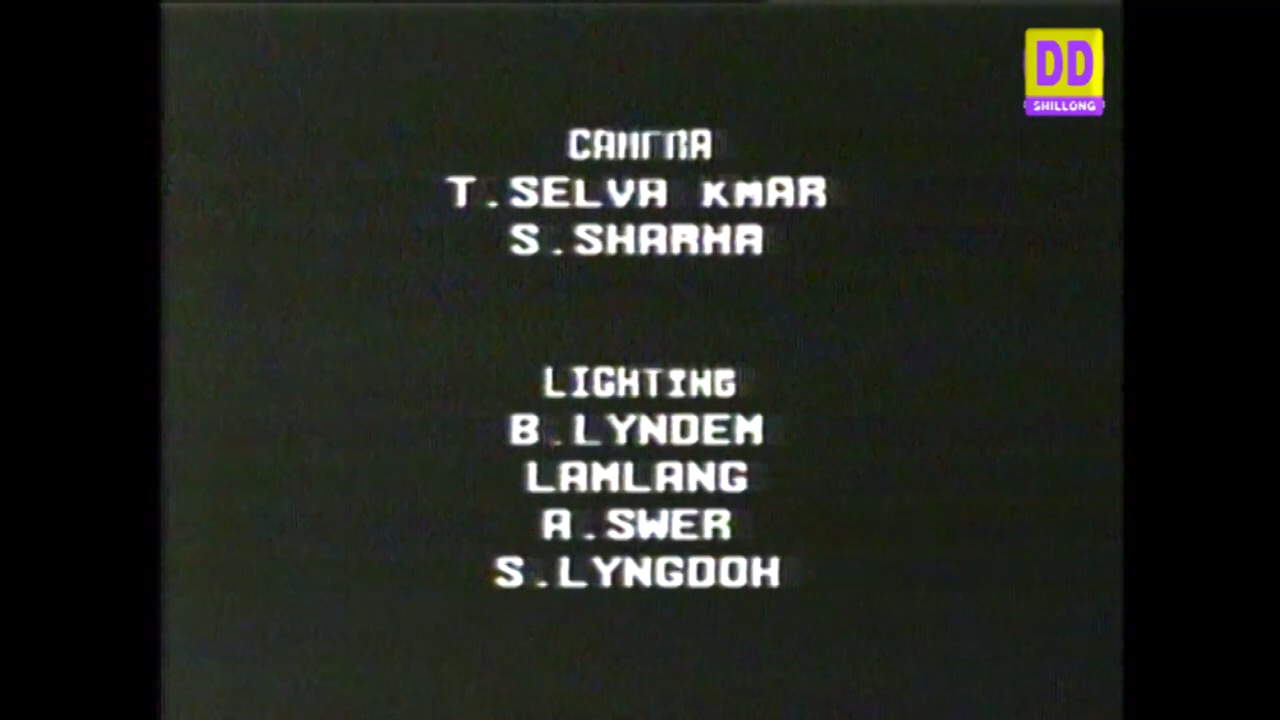 DD
SHILLONG
CAMERA
T.SELVA KMAR
S.SHARMA
LIGHTING
B.LYNDEM
LAMLANG
A.SWER
S.LYNGDOH